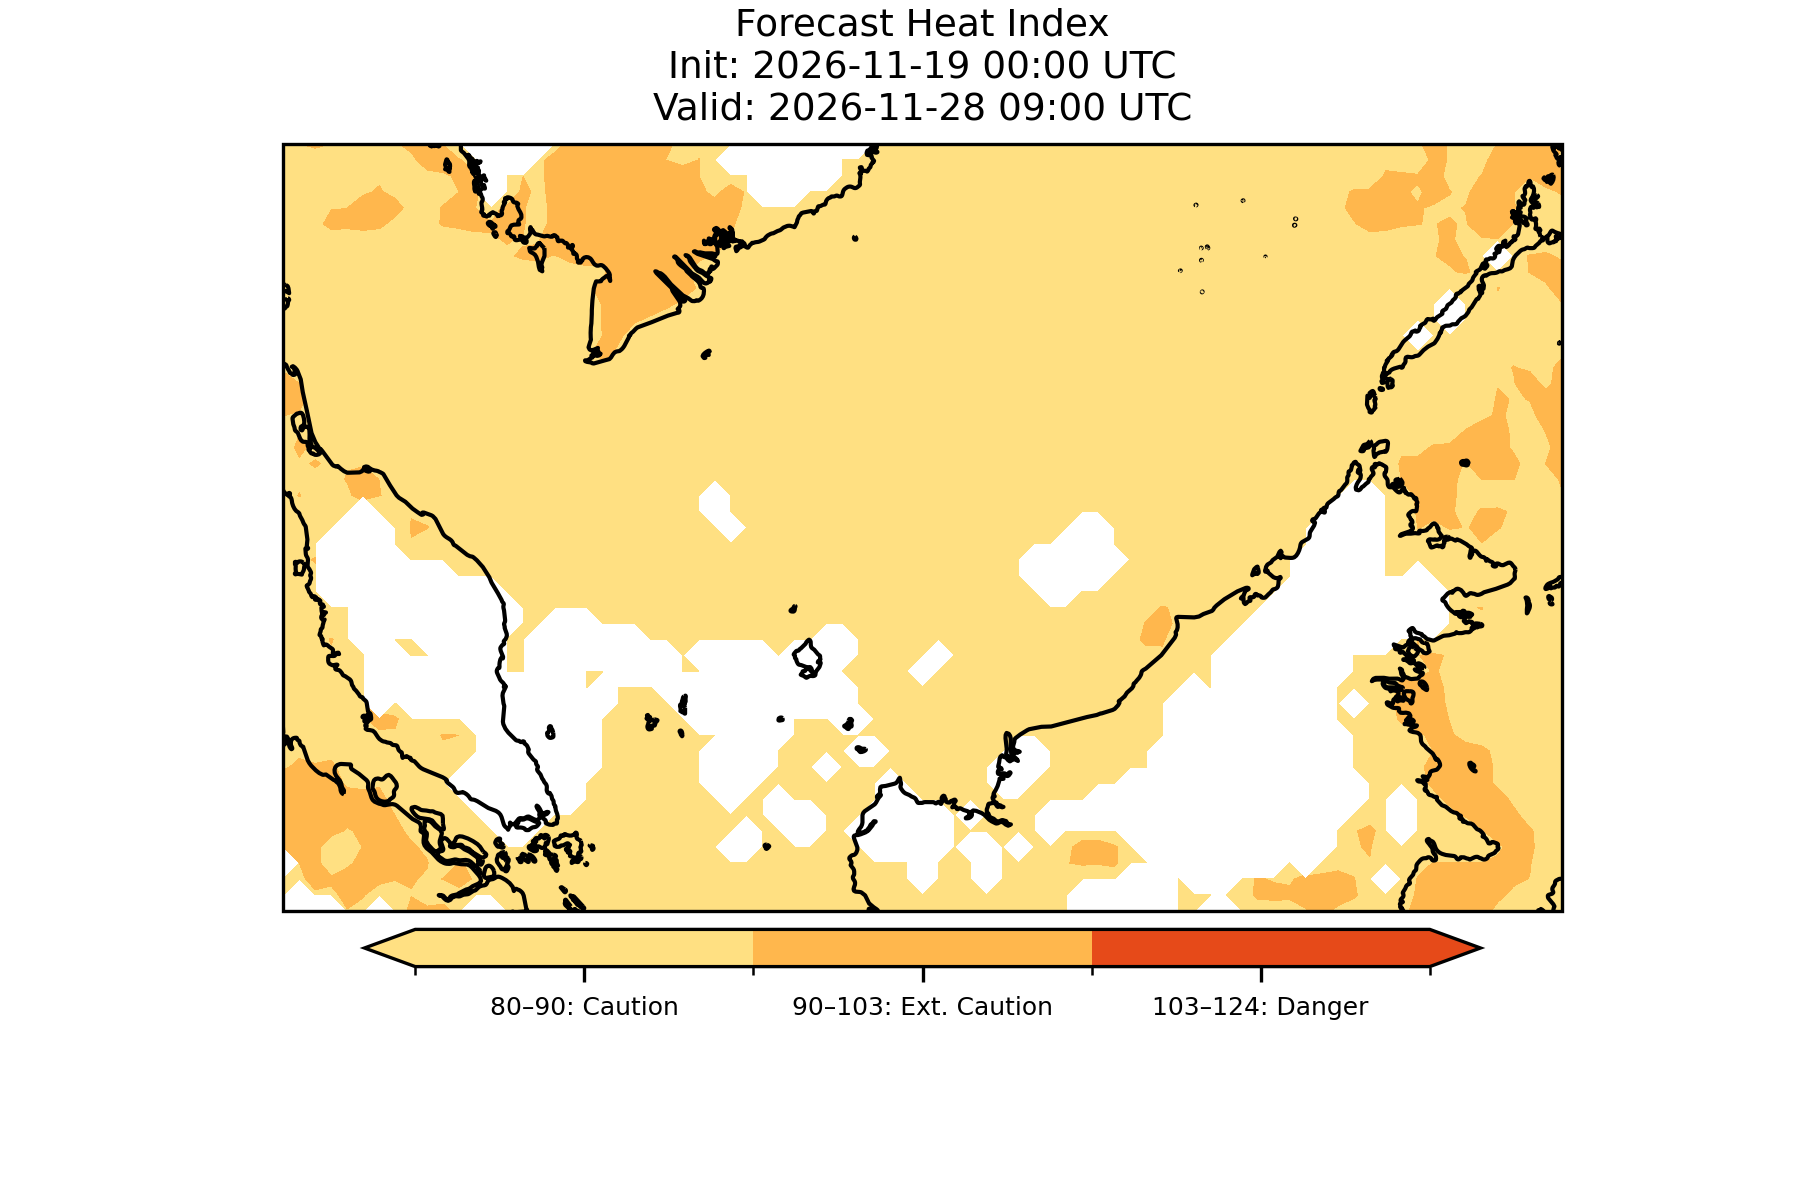 Forecast Heat Index
Init: 2026-11-19 00:00 UTC
Valid: 2026-11-28 09:00 UTC
80–90: Caution
90–103: Ext. Caution
103–124: Danger